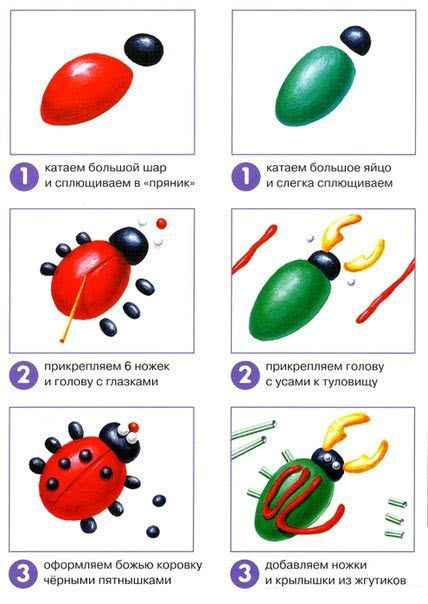 1
катаем большой шар
и сплющиваем в «пряник»
1
катаем большое яйцо
и слегка сплющиваем
2
прикрепляем 6 ножек
и голову с глазками
2
прикрепляем голову
с усами к туловищу
3
оформляем божью коровку
чёрными пятнышками
3
добавляем ножки
и крылышки из жгутиков